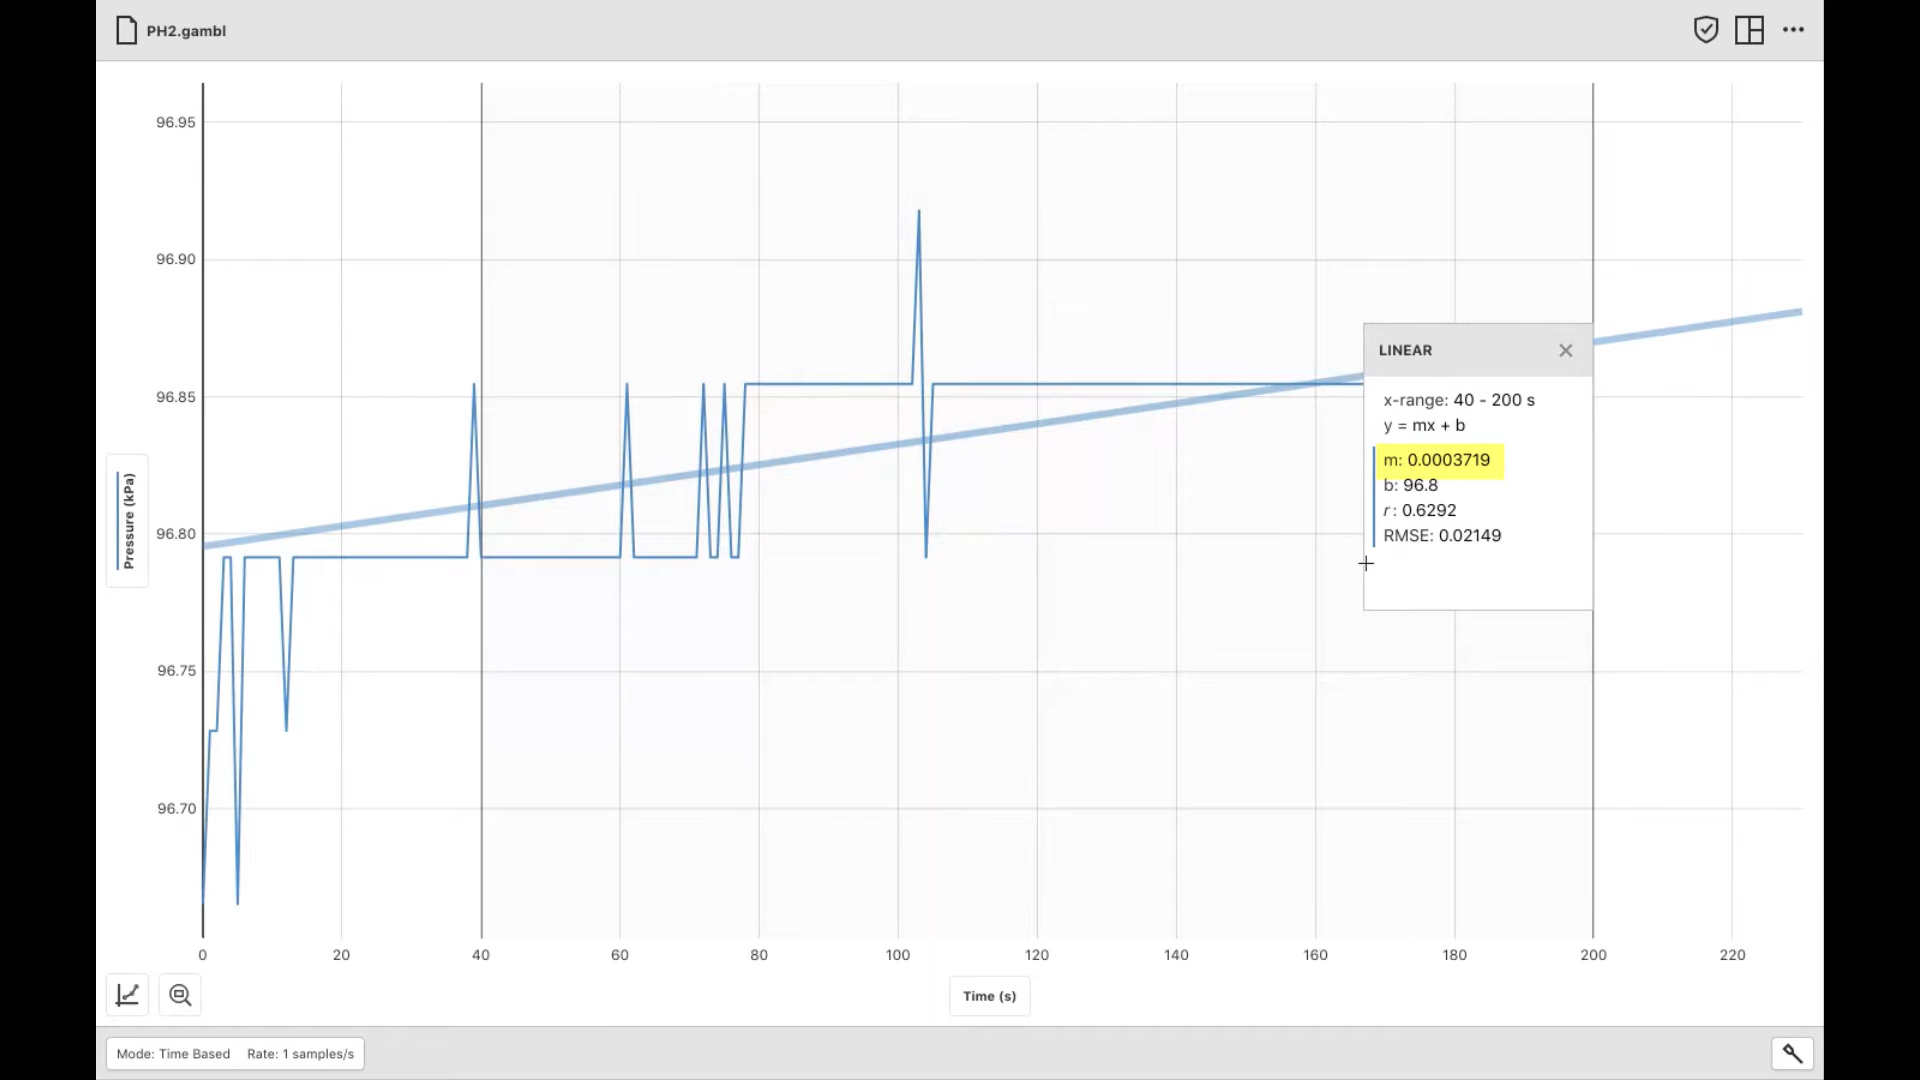 PH2.gambl
96.95
96.90
96.85
96.80
96.75
96.70
Pressure (kPa)
LINEAR
x-range: 40 - 200 s
y = mx + b
m: 0.0003719
b: 96.8
r: 0.6292
RMSE: 0.02149
0 20 40 60 80 100 120 140 160 180 200 220
Time (s)
Mode: Time Based Rate: 1 samples/s